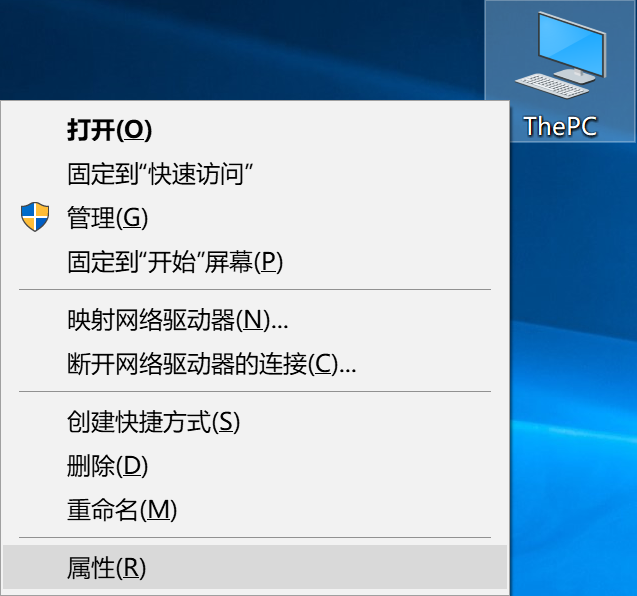 ThePC
打开(O)
固定到“快速访问”
管理(G)
固定到“开始”屏幕(P)
映射网络驱动器(N)...
断开网络驱动器的连接(C)...
创建快捷方式(S)
删除(D)
重命名(M)
属性(R)